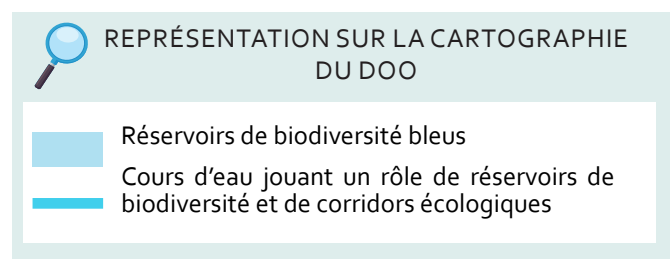 REPRÉSENTATION SUR LA CARTOGRAPHIE
DU DOO
Réservoirs de biodiversité bleus
Cours d'eau jouant un rôle de réservoirs de
biodiversité et de corridors écologiques